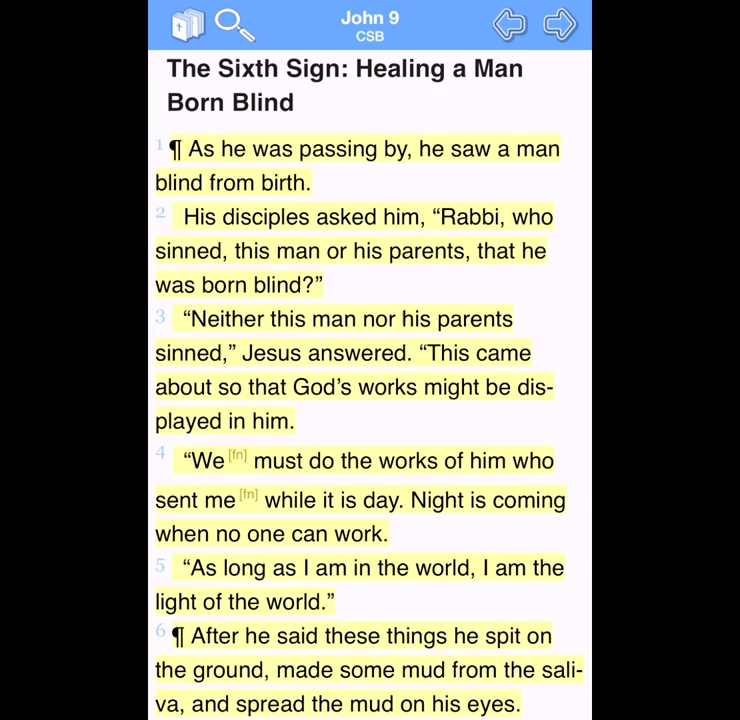 John 9
CSB
The Sixth Sign: Healing a Man
Born Blind
1 ¶ As he was passing by, he saw a man
blind from birth.
2 His disciples asked him, “Rabbi, who
sinned, this man or his parents, that he
was born blind?”
3 “Neither this man nor his parents
sinned,” Jesus answered. “This came
about so that God’s works might be dis-
played in him.
4 “We [fn] must do the works of him who
sent me [fn] while it is day. Night is coming
when no one can work.
5 “As long as I am in the world, I am the
light of the world.”
6 ¶ After he said these things he spit on
the ground, made some mud from the sali-
va, and spread the mud on his eyes.